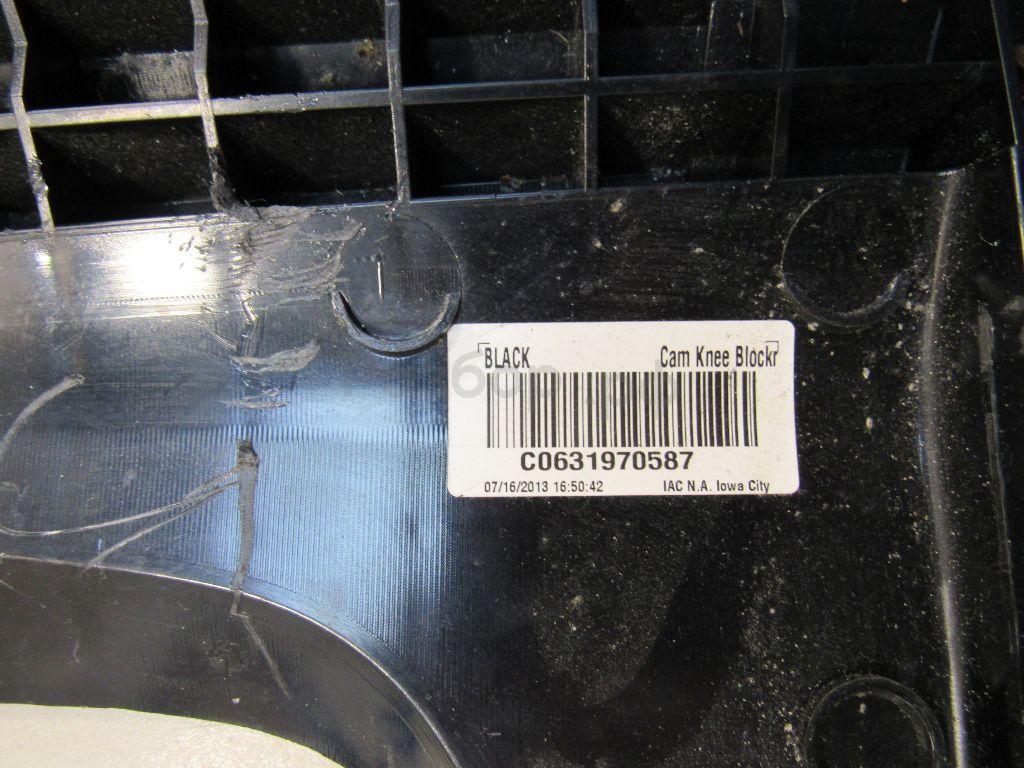 BLACK Cam Knee Blockr
C0631970587
07/16/2013 16:50:42 IAC N.A. Iowa City